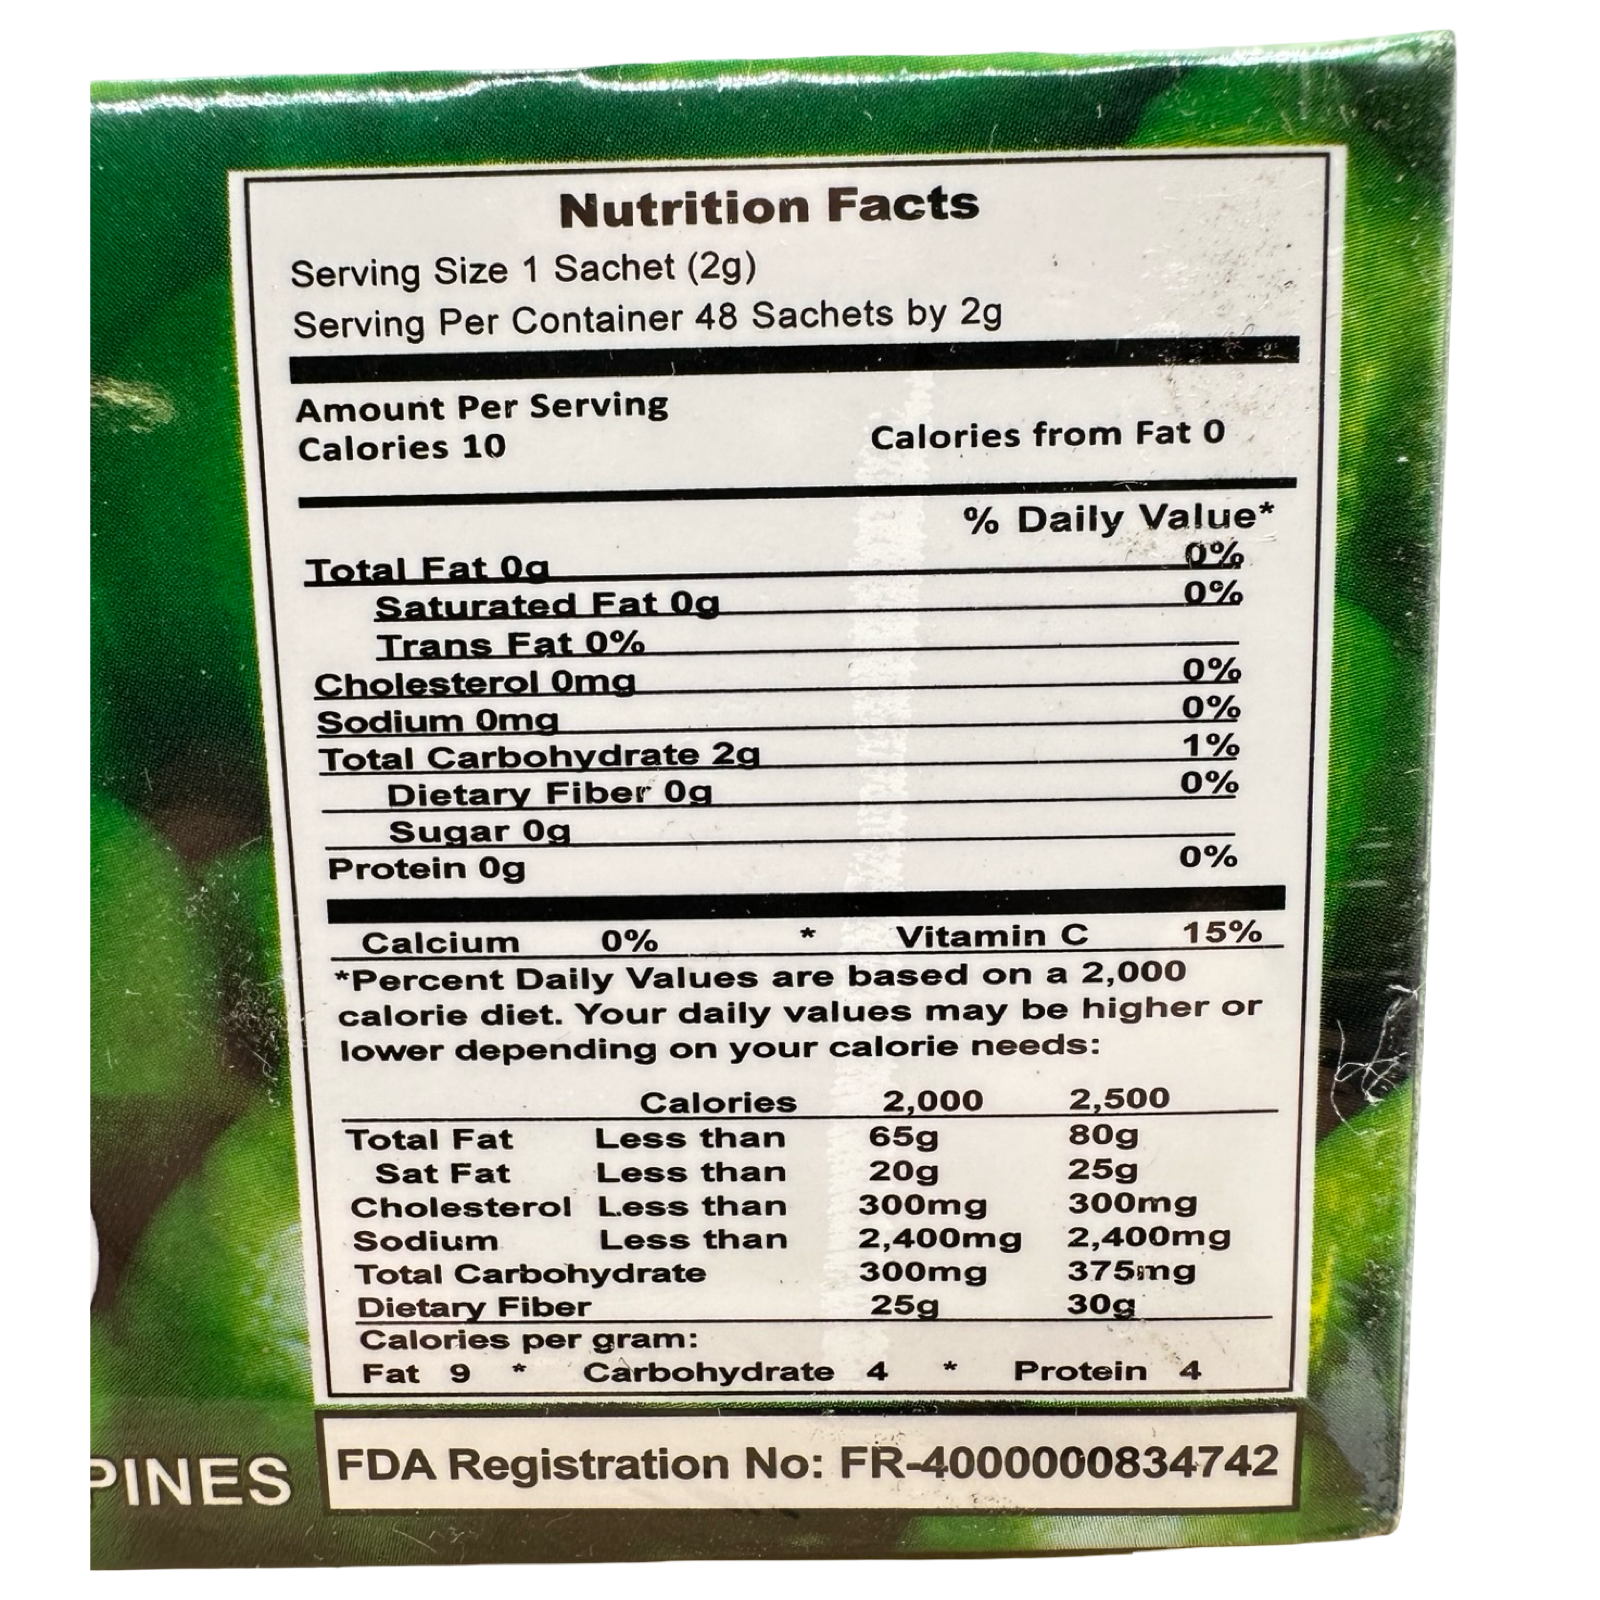 Nutrition Facts
Serving Size 1 Sachet (2g)
Serving Per Container 48 Sachets by 2g
Amount Per Serving
Calories 10 Calories from Fat 0
% Daily Value*
Total Fat 0g 0%
Saturated Fat 0g 0%
Trans Fat 0%
Cholesterol 0mg 0%
Sodium 0mg 0%
Total Carbohydrate 2g 1%
Dietary Fiber 0g 0%
Sugar 0g
Protein 0g 0%
Calcium 0% * Vitamin C 15%
*Percent Daily Values are based on a 2,000
calorie diet. Your daily values may be higher or
lower depending on your calorie needs:
Calories 2,000 2,500
Total Fat Less than 65g 80g
Sat Fat Less than 20g 25g
Cholesterol Less than 300mg 300mg
Sodium Less than 2,400mg 2,400mg
Total Carbohydrate 300mg 375mg
Dietary Fiber 25g 30g
Calories per gram:
Fat 9 * Carbohydrate 4 * Protein 4
PINES
FDA Registration No: FR-4000000834742